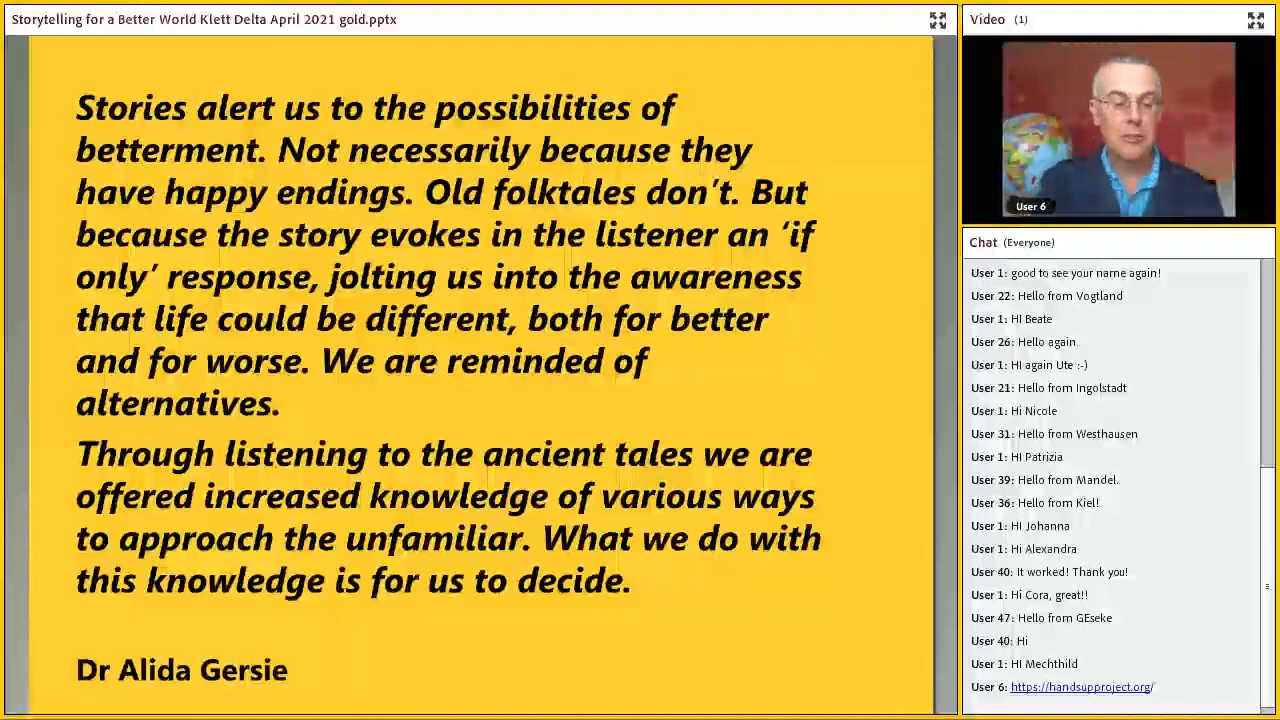 Storytelling for a Better World Klett Delta April 2021 gold.pptx
Stories alert us to the possibilities of
betterment. Not necessarily because they
have happy endings. Old folktales don't. But
because the story evokes in the listener an ‘if
only’ response, jolting us into the awareness
that life could be different, both for better
and for worse. We are reminded of
alternatives.
Through listening to the ancient tales we are
offered increased knowledge of various ways
to approach the unfamiliar. What we do with
this knowledge is for us to decide.
Dr Alida Gersie
Video (1)
User 6
Chat (Everyone)
User 1: good to see your name again!
User 22: Hello from Vogtland
User 1: HI Beate
User 26: Hello again.
User 1: HI again Ute :-)
User 21: Hello from Ingolstadt
User 1: Hi Nicole
User 31: Hello from Westhausen
User 1: HI Patrizia
User 39: Hello from Mandel.
User 36: Hello from Kiel!
User 1: HI Johanna
User 1: Hi Alexandra
User 40: It worked! Thank you!
User 1: Hi Cora, great!!
User 47: Hello from GEseke
User 40: Hi
User 1: HI Mechthild
User 6: https://handsupproject.org/